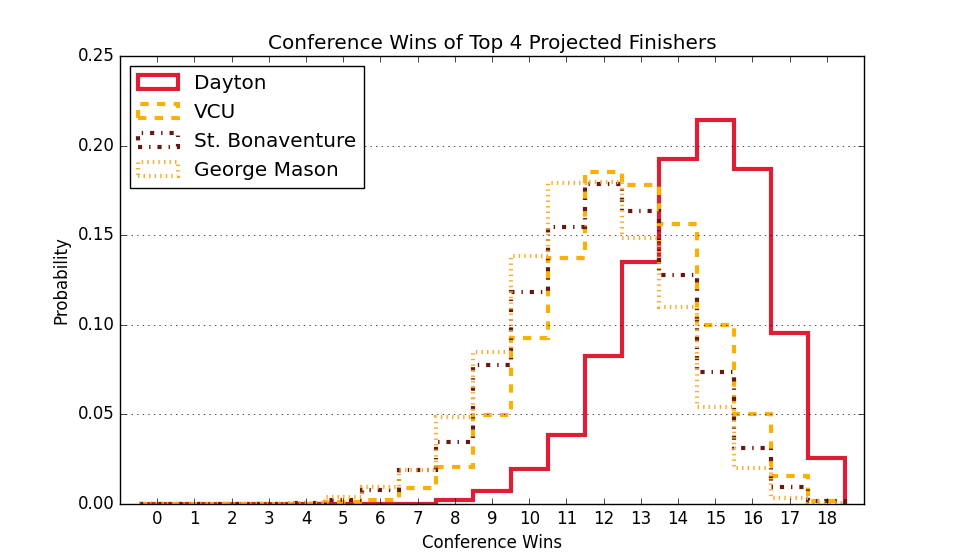 Conference Wins of Top 4 Projected Finishers
0.25
0.20
0.15
0.10
0.05
0.00
Probability
Dayton
VCU
St. Bonaventure
George Mason
0 1 2 3 4 5 6 7 8 9 10 11 12 13 14 15 16 17 18
Conference Wins